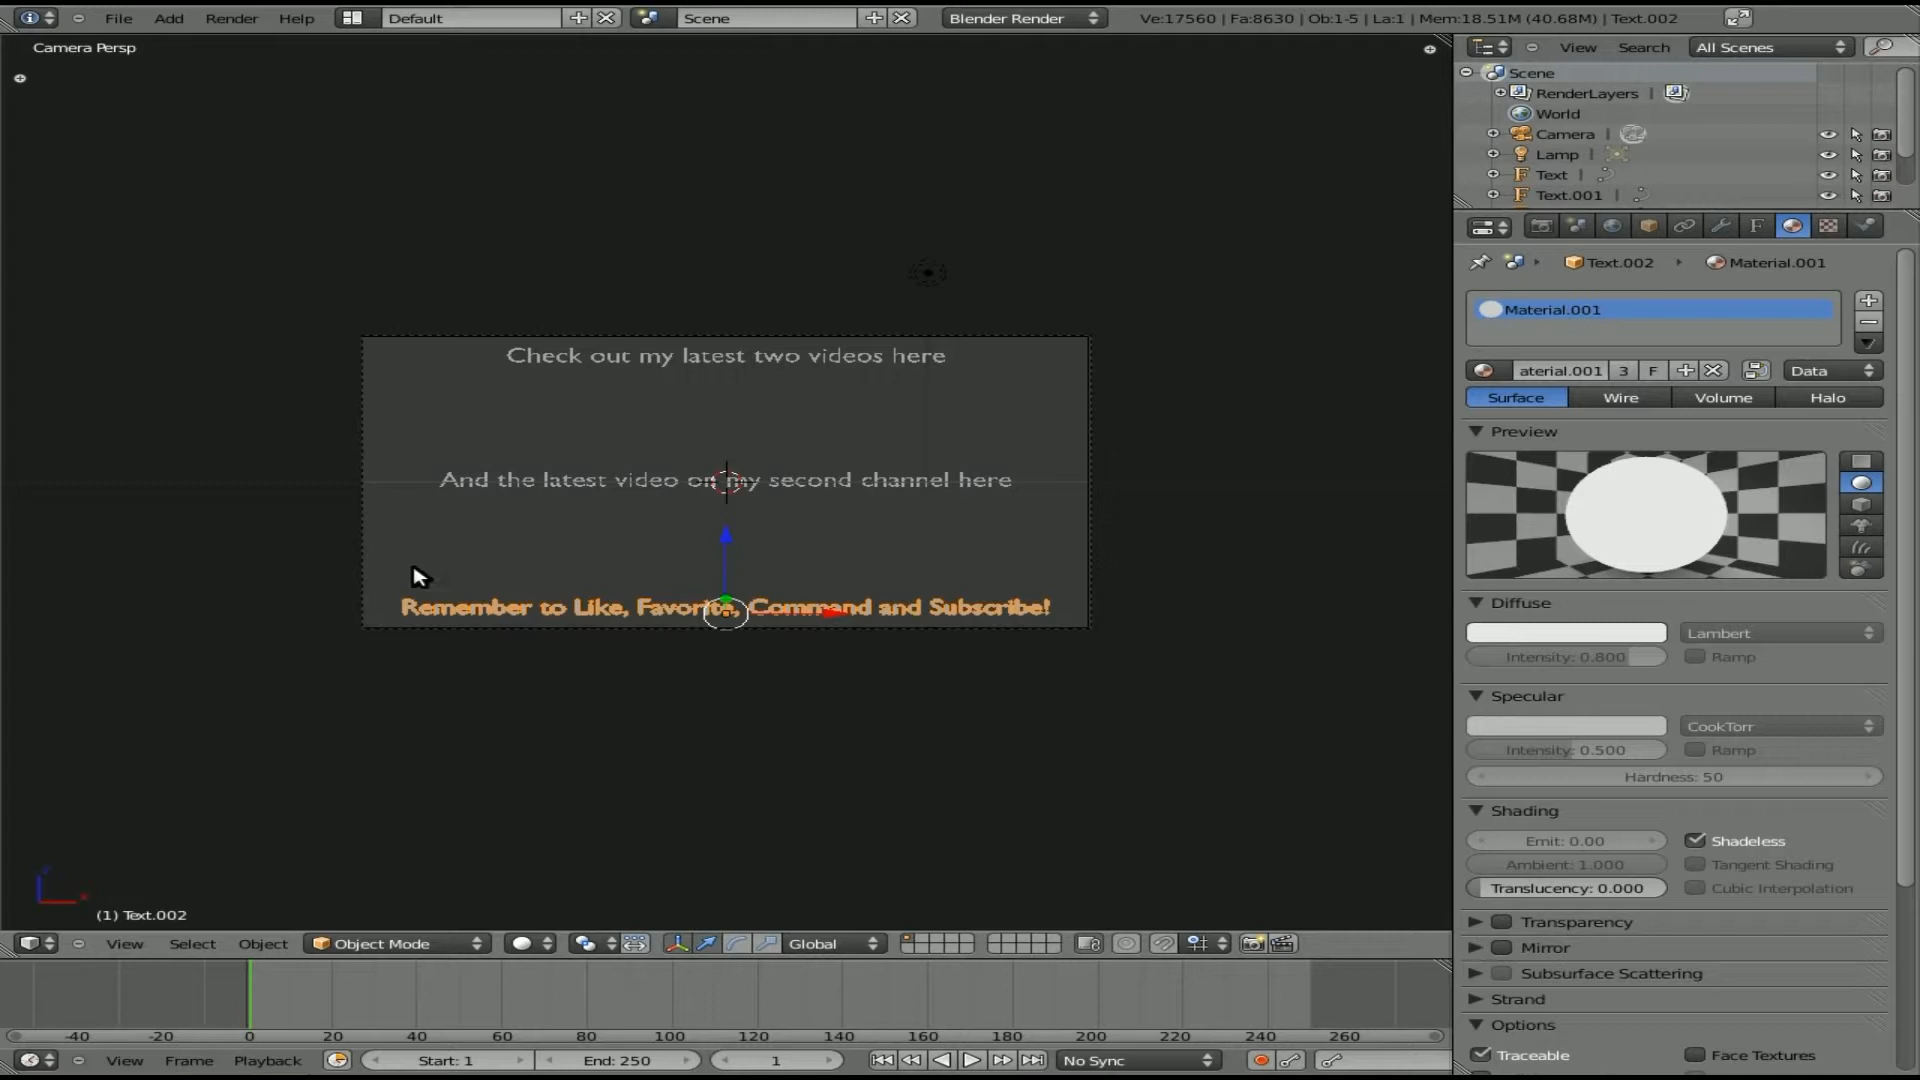 File Add Render Help Default Scene Blender Render Ve:17560 | Fa:8630 | Ob:1-5 | La:1 | Mem:18.51M (40.68M) | Text.002
Camera Persp
View Search All Scenes
Scene
RenderLayers |
World
Camera |
Lamp |
Text |
Text.001 |
Text.002 Material.001
Material.001
aterial.001 3 F Data
Surface Wire Volume Halo
Preview
Check out my latest two videos here
And the latest video on my second channel here
Remember to Like, Favorite, Command and Subscribe!
Diffuse
Lambert
Intensity: 0.800 Ramp
Specular
CookTorr
Intensity: 0.500 Ramp
Hardness: 50
Shading
Emit: 0.00 Shadeless
Ambient: 1.000 Tangent Shading
Translucency: 0.000 Cubic Interpolation
Transparency
Mirror
Subsurface Scattering
Strand
Options
Traceable Face Textures
(1) Text.002
View Select Object Object Mode Global
-40 -20 0 20 40 60 80 100 120 140 160 180 200 220 240 260
View Frame Playback Start: 1 End: 250 1 No Sync